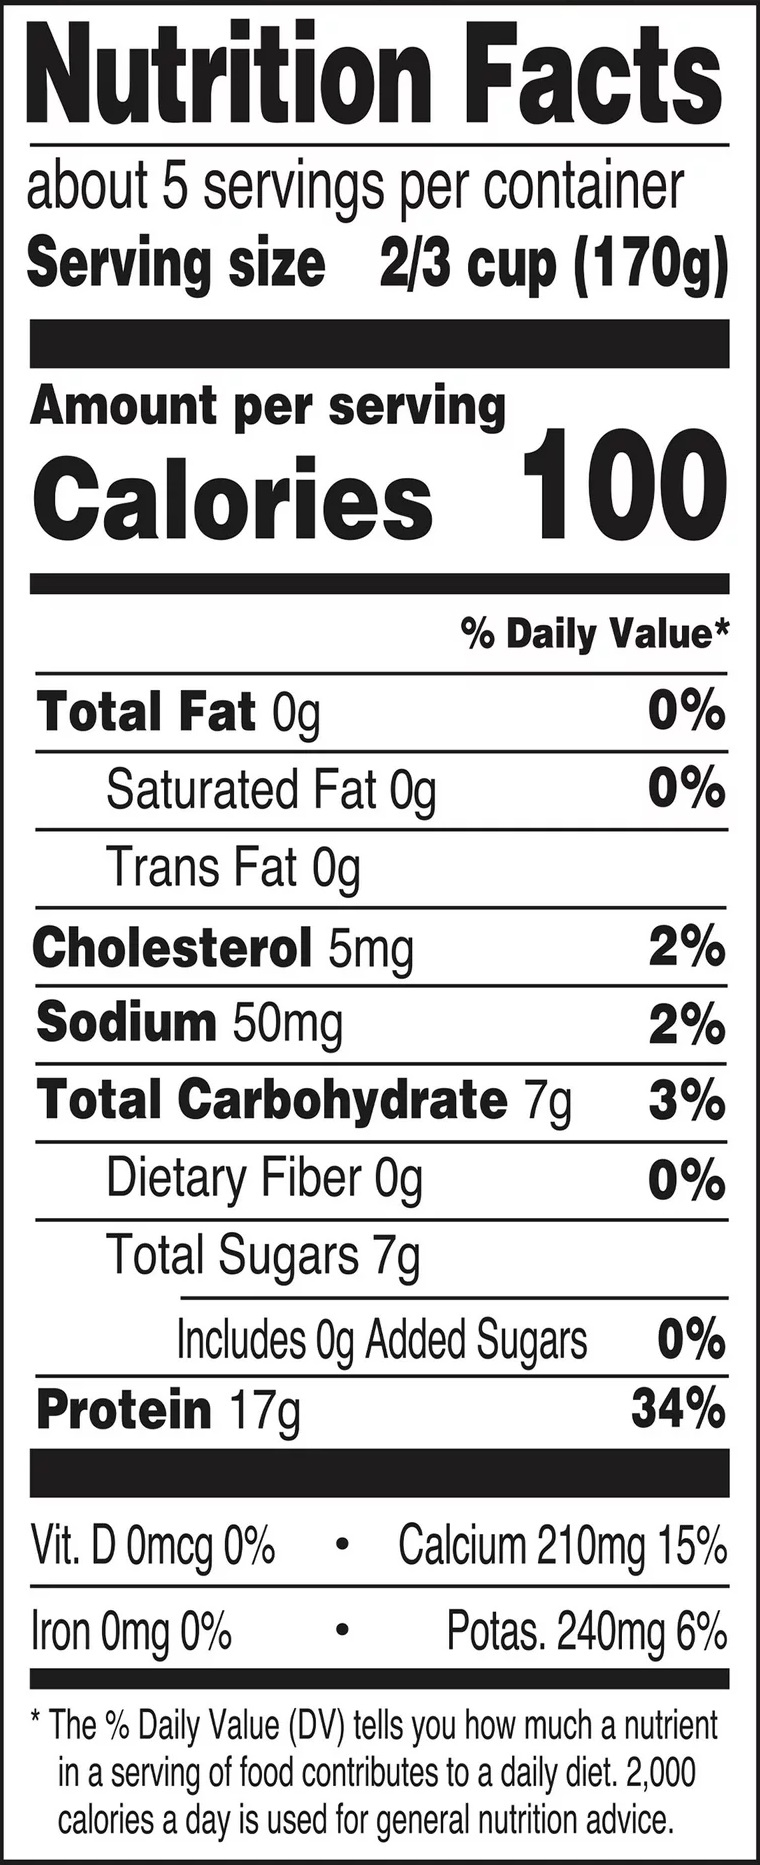 Nutrition Facts
about 5 servings per container
Serving size 2/3 cup (170g)
Amount per serving
Calories 100
% Daily Value*
Total Fat 0g 0%
Saturated Fat 0g 0%
Trans Fat 0g
Cholesterol 5mg 2%
Sodium 50mg 2%
Total Carbohydrate 7g 3%
Dietary Fiber 0g 0%
Total Sugars 7g
Includes 0g Added Sugars 0%
Protein 17g 34%
Vit. D 0mcg 0% • Calcium 210mg 15%
Iron 0mg 0% • Potas. 240mg 6%
* The % Daily Value (DV) tells you how much a nutrient
in a serving of food contributes to a daily diet. 2,000
calories a day is used for general nutrition advice.